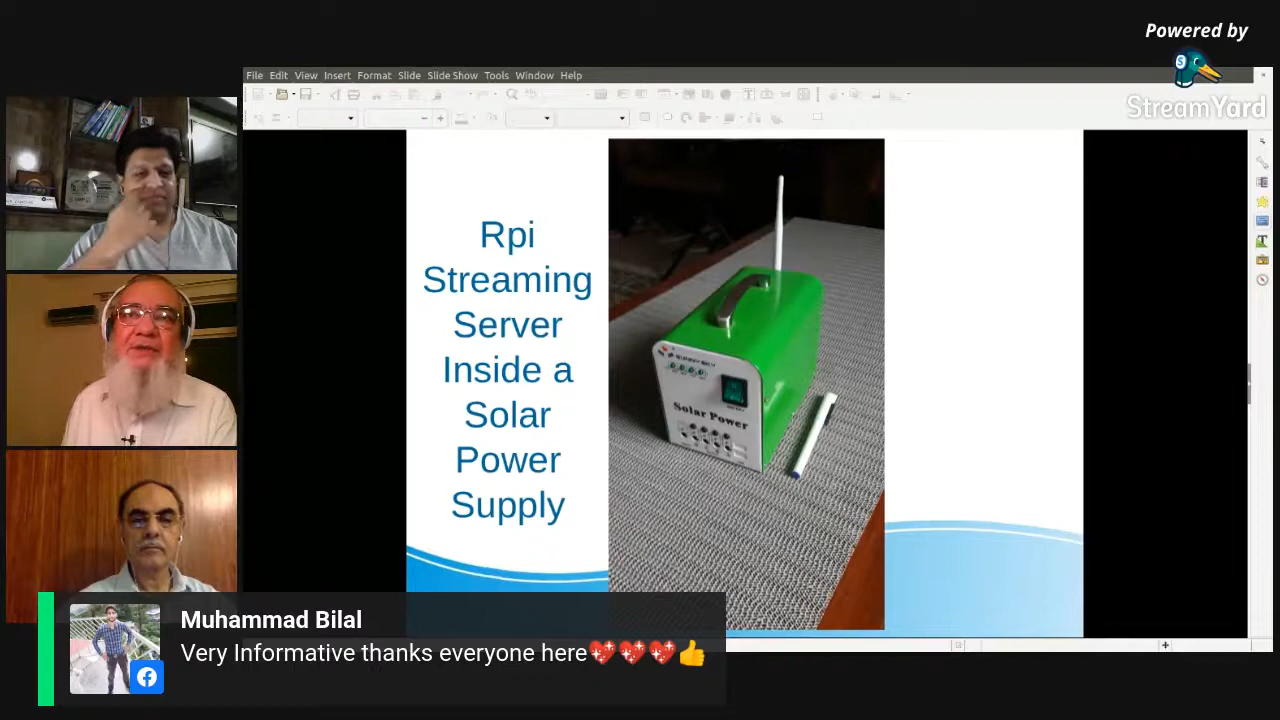 Powered by
StreamYard
File Edit View Insert Format Slide Slide Show Tools Window Help
Rpi
Streaming
Server
Inside a
Solar
Power
Supply
Solar Power
Muhammad Bilal
Very Informative thanks everyone here💖💖💖👍